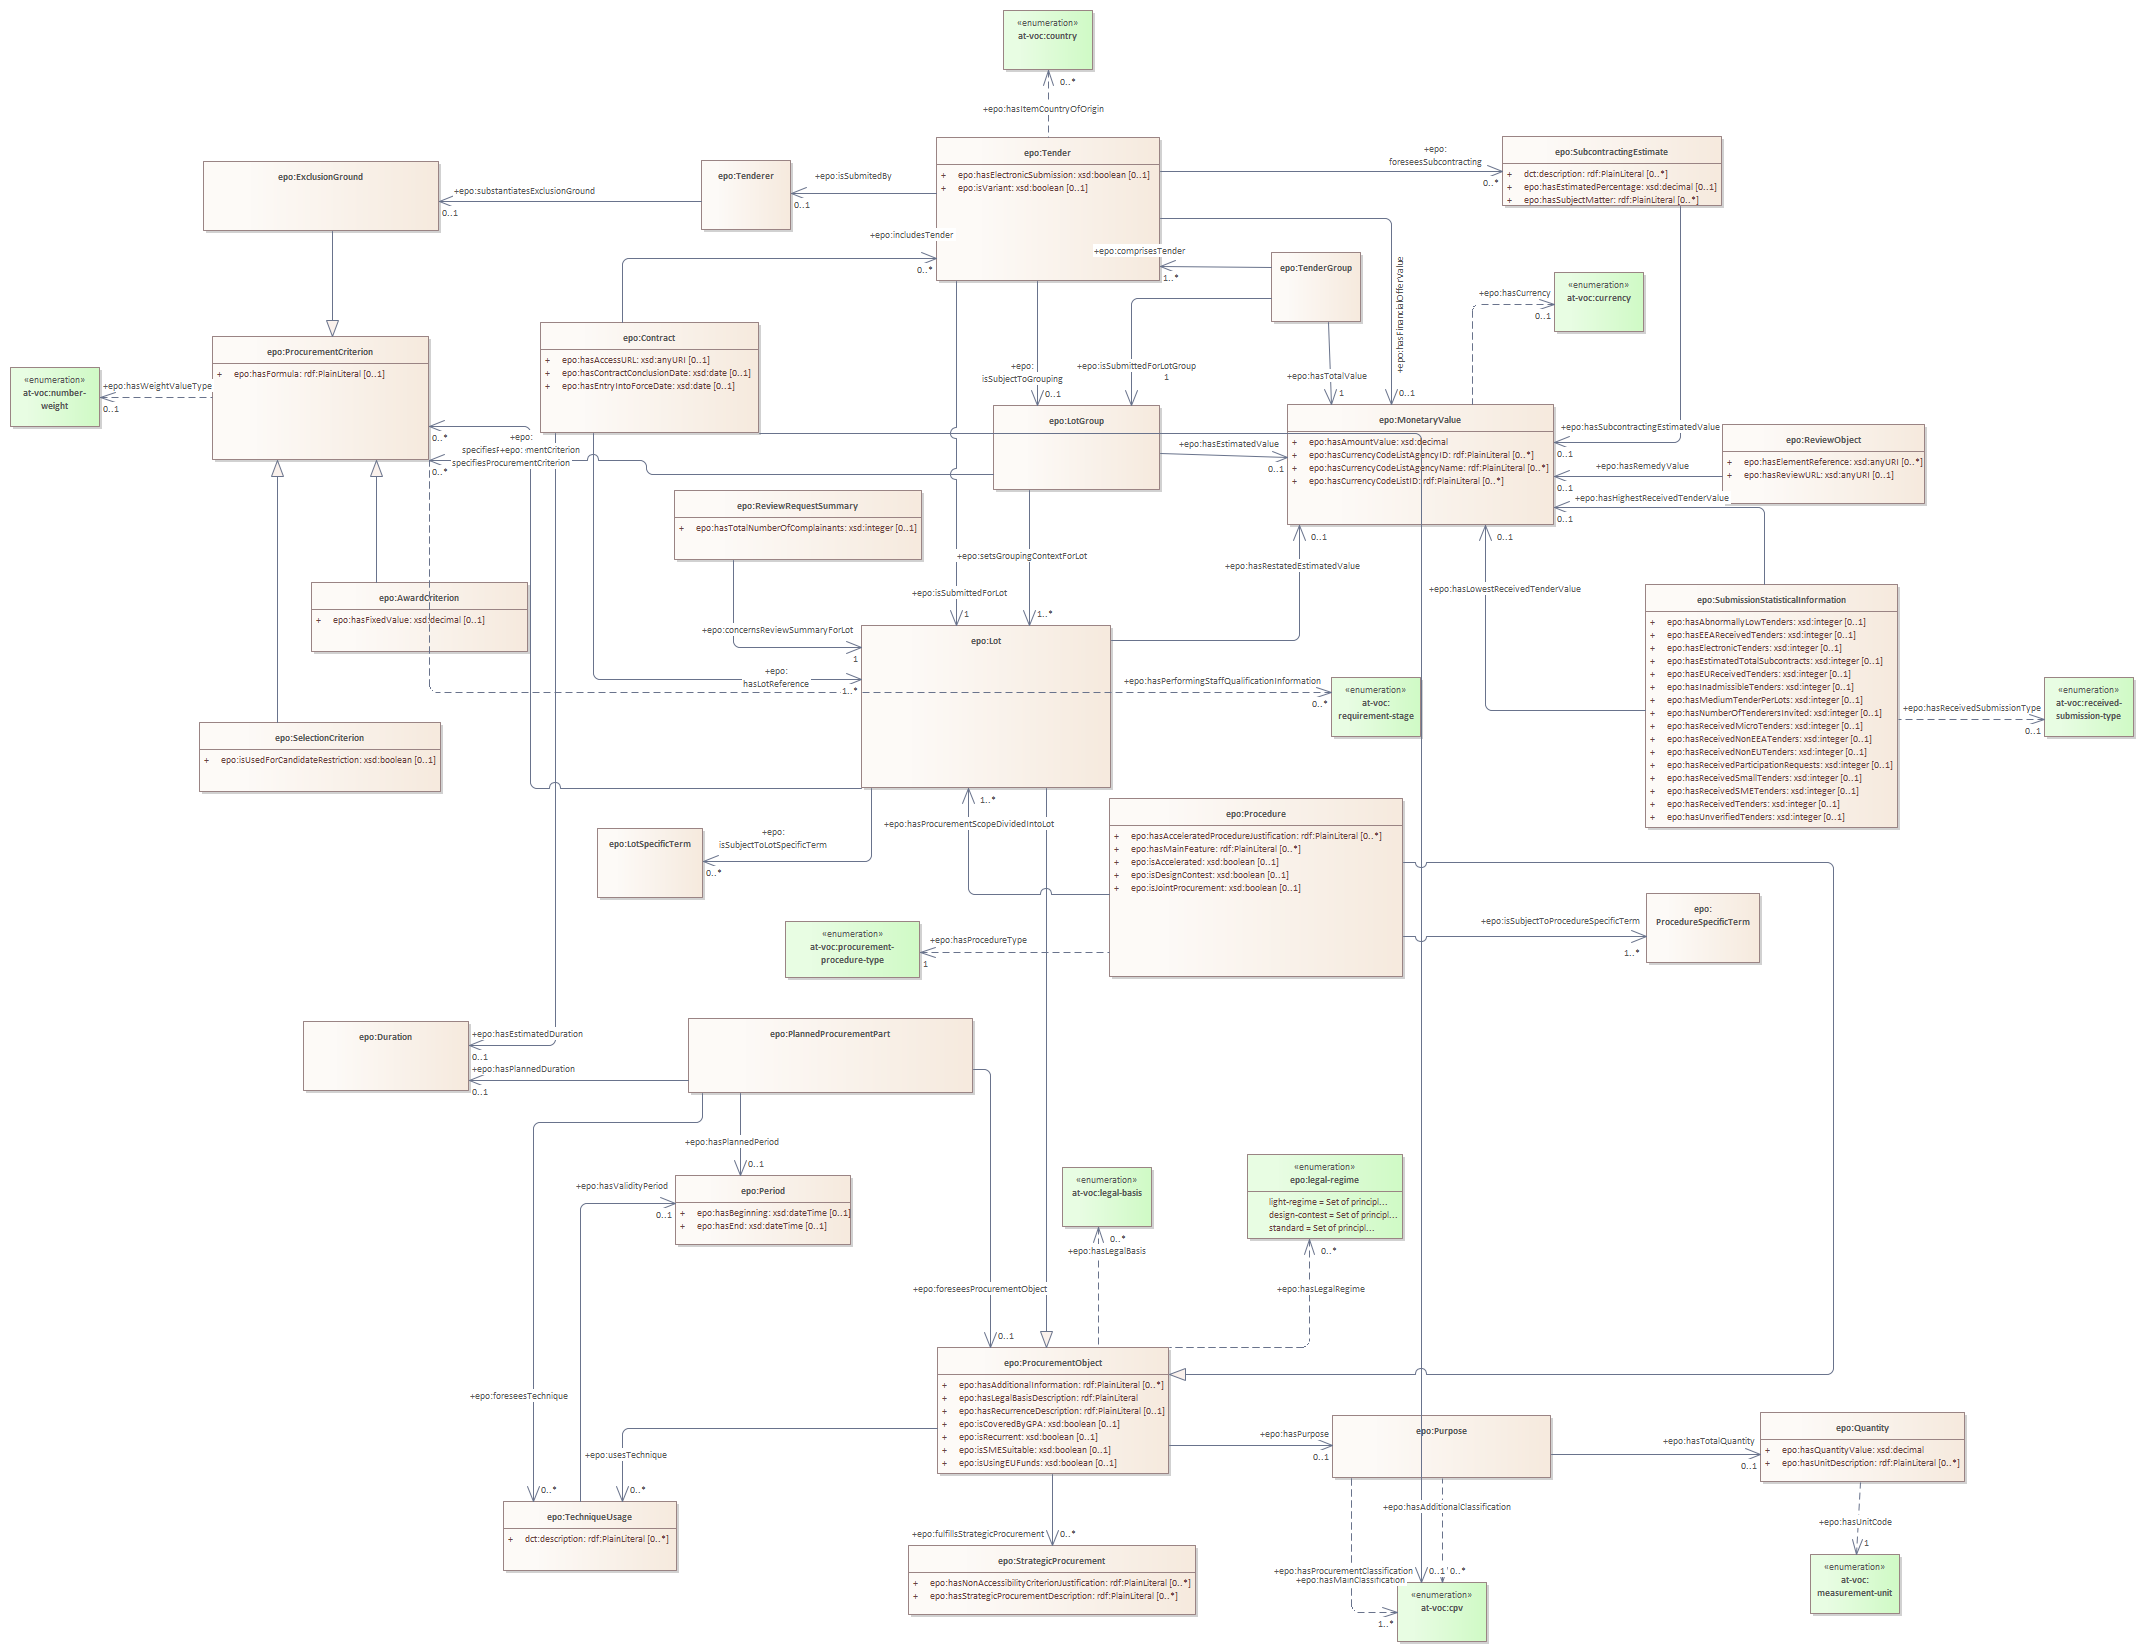 «enumeration»
at-voc:country
0..*
+epo:hasItemCountryOfOrigin
epo:Tender
+ epo:hasElectronicSubmission: xsd:boolean [0..1]
+ epo:isVariant: xsd:boolean [0..1]
epo:ExclusionGround
+epo:substantiatesExclusionGround
0..1
epo:Tenderer
+epo:isSubmitedBy
0..1
+epo:
foreseesSubcontracting
0..*
epo:SubcontractingEstimate
+ dct:description: rdf:PlainLiteral [0..*]
+ epo:hasEstimatedPercentage: xsd:decimal [0..1]
+ epo:hasSubjectMatter: rdf:PlainLiteral [0..*]
+epo:includesTender
0..*
+epo:comprisesTender
1..*
epo:TenderGroup
+epo:hasFinancialOfferValue
0..1
+epo:hasCurrency
0..1
«enumeration»
at-voc:currency
epo:ProcurementCriterion
+ epo:hasFormula: rdf:PlainLiteral [0..1]
«enumeration»
at-voc:number-
weight
+epo:hasWeightValueType
0..1
epo:Contract
+ epo:hasAccessURL: xsd:anyURI [0..1]
+ epo:hasContractConclusionDate: xsd:date [0..1]
+ epo:hasEntryIntoForceDate: xsd:date [0..1]
+epo:
isSubjectToGrouping
0..1
+epo:isSubmittedForLotGroup
1
+epo:hasTotalValue
1
0..*
+epo:
specifiesF+epo: mentCriterion
specifiesProcurementCriterion
0..*
epo:LotGroup
+epo:hasEstimatedValue
0..1
epo:MonetaryValue
+ epo:hasAmountValue: xsd:decimal
+ epo:hasCurrencyCodeListAgencyID: rdf:PlainLiteral [0..*]
+ epo:hasCurrencyCodeListAgencyName: rdf:PlainLiteral [0..*]
+ epo:hasCurrencyCodeListID: rdf:PlainLiteral [0..*]
+epo:hasSubcontractingEstimatedValue
0..1
+epo:hasRemedyValue
0..1
+epo:hasHighestReceivedTenderValue
0..1
epo:ReviewObject
+ epo:hasElementReference: xsd:anyURI [0..*]
+ epo:hasReviewURL: xsd:anyURI [0..1]
epo:ReviewRequestSummary
+ epo:hasTotalNumberOfComplainants: xsd:integer [0..1]
0..1
0..1
+epo:setsGroupingContextForLot
1..*
+epo:hasRestatedEstimatedValue
+epo:isSubmittedForLot
1
+epo:hasLowestReceivedTenderValue
epo:AwardCriterion
+ epo:hasFixedValue: xsd:decimal [0..1]
+epo:concernsReviewSummaryForLot
1
epo:Lot
epo:SubmissionStatisticalInformation
+ epo:hasAbnormallyLowTenders: xsd:integer [0..1]
+ epo:hasEEAReceivedTenders: xsd:integer [0..1]
+ epo:hasElectronicTenders: xsd:integer [0..1]
+ epo:hasEstimatedTotalSubcontracts: xsd:integer [0..1]
+ epo:hasEUReceivedTenders: xsd:integer [0..1]
+ epo:hasInadmissibleTenders: xsd:integer [0..1]
+ epo:hasMediumTenderPerLots: xsd:integer [0..1]
+ epo:hasNumberOfTenderersInvited: xsd:integer [0..1]
+ epo:hasReceivedMicroTenders: xsd:integer [0..1]
+ epo:hasReceivedNonEEATenders: xsd:integer [0..1]
+ epo:hasReceivedNonEUTenders: xsd:integer [0..1]
+ epo:hasReceivedParticipationRequests: xsd:integer [0..1]
+ epo:hasReceivedSmallTenders: xsd:integer [0..1]
+ epo:hasReceivedSMETenders: xsd:integer [0..1]
+ epo:hasReceivedTenders: xsd:integer [0..1]
+ epo:hasUnverifiedTenders: xsd:integer [0..1]
+epo:
hasLotReference
1..*
+epo:hasPerformingStaffQualificationInformation
0..*
«enumeration»
at-voc:
requirement-stage
+epo:hasReceivedSubmissionType
0..1
«enumeration»
at-voc:received-
submission-type
epo:SelectionCriterion
+ epo:isUsedForCandidateRestriction: xsd:boolean [0..1]
1..*
+epo:hasProcurementScopeDividedIntoLot
epo:LotSpecificTerm
+epo:
isSubjectToLotSpecificTerm
0..*
epo:Procedure
+ epo:hasAcceleratedProcedureJustification: rdf:PlainLiteral [0..*]
+ epo:hasMainFeature: rdf:PlainLiteral [0..*]
+ epo:isAccelerated: xsd:boolean [0..1]
+ epo:isDesignContest: xsd:boolean [0..1]
+ epo:isJointProcurement: xsd:boolean [0..1]
«enumeration»
at-voc:procurement-
procedure-type
+epo:hasProcedureType
1
+epo:isSubjectToProcedureSpecificTerm
1..*
epo:
ProcedureSpecificTerm
epo:Duration
+epo:hasEstimatedDuration
0..1
+epo:hasPlannedDuration
0..1
epo:PlannedProcurementPart
+epo:hasPlannedPeriod
0..1
+epo:hasValidityPeriod
0..1
epo:Period
+ epo:hasBeginning: xsd:dateTime [0..1]
+ epo:hasEnd: xsd:dateTime [0..1]
«enumeration»
at-voc:legal-basis
0..*
+epo:hasLegalBasis
«enumeration»
epo:legal-regime
light-regime = Set of principl...
design-contest = Set of principl...
standard = Set of principl...
0..*
+epo:hasLegalRegime
+epo:foreseesProcurementObject
0..1
epo:ProcurementObject
+ epo:hasAdditionalInformation: rdf:PlainLiteral [0..*]
+ epo:hasLegalBasisDescription: rdf:PlainLiteral
+ epo:hasRecurrenceDescription: rdf:PlainLiteral [0..1]
+ epo:isCoveredByGPA: xsd:boolean [0..1]
+ epo:isRecurrent: xsd:boolean [0..1]
+ epo:isSMESuitable: xsd:boolean [0..1]
+ epo:isUsingEUFunds: xsd:boolean [0..1]
+epo:foreseesTechnique
0..*
+epo:usesTechnique
0..*
+epo:hasPurpose
0..1
epo:Purpose
+epo:hasTotalQuantity
0..1
epo:Quantity
+ epo:hasQuantityValue: xsd:decimal
+ epo:hasUnitDescription: rdf:PlainLiteral [0..*]
epo:TechniqueUsage
+ dct:description: rdf:PlainLiteral [0..*]
+epo:fulfillsStrategicProcurement
0..*
epo:StrategicProcurement
+ epo:hasNonAccessibilityCriterionJustification: rdf:PlainLiteral [0..*]
+ epo:hasStrategicProcurementDescription: rdf:PlainLiteral [0..*]
+epo:hasAdditionalClassification
+epo:hasProcurementClassification
0..1
0..*
+epo:hasMainClassification
1..*
«enumeration»
at-voc:cpv
+epo:hasUnitCode
1
«enumeration»
at-voc:
measurement-unit